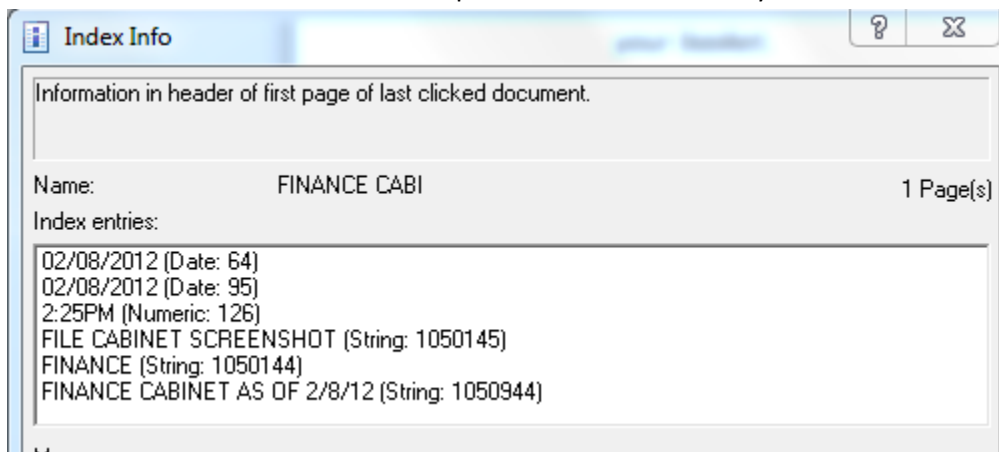 Index Info
Information in header of first page of last clicked document.
Name: FINANCE CABI 1 Page(s)
Index entries:
02/08/2012 (Date: 64)
02/08/2012 (Date: 95)
2:25PM (Numeric: 126)
FILE CABINET SCREENSHOT (String: 1050145)
FINANCE (String: 1050144)
FINANCE CABINET AS OF 2/8/12 (String: 1050944)